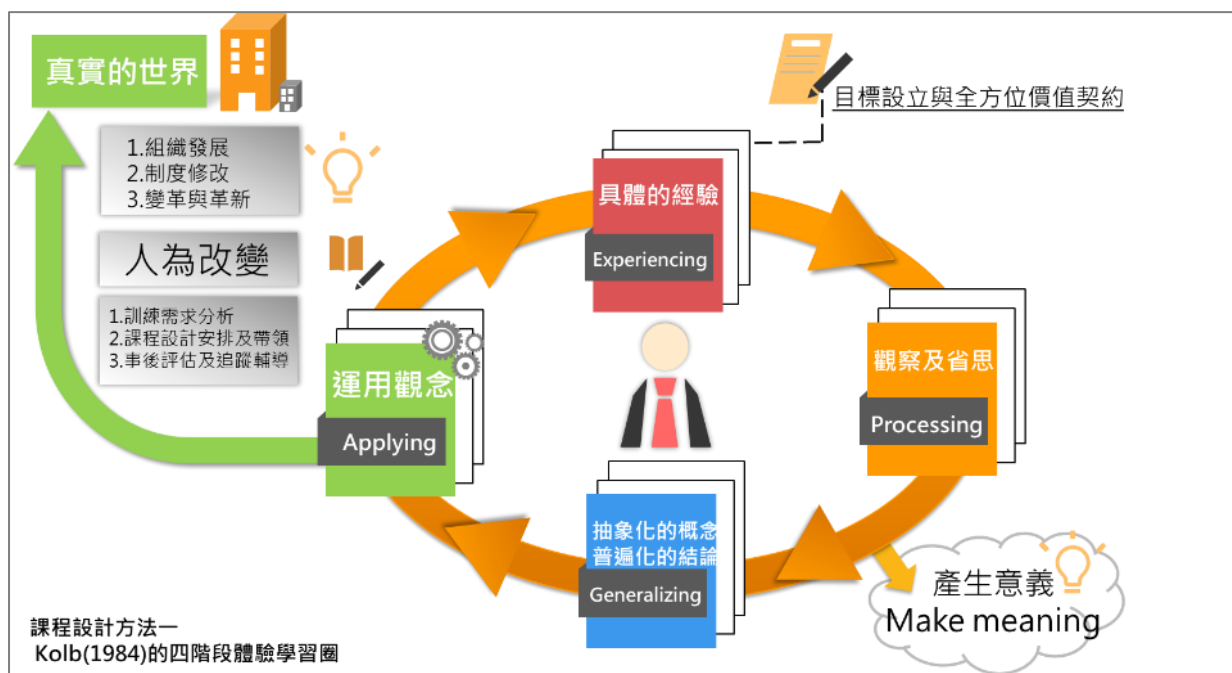 真實的世界
1.組織發展
2.制度修改
3.變革與革新
人為改變
1.訓練需求分析
2.課程設計安排及帶領
3.事後評估及追蹤輔導
目標設立與全方位價值契約
具體的經驗
Experiencing
觀察及省思
Processing
抽象化的概念
普遍化的結論
Generalizing
運用觀念
Applying
產生意義
Make meaning
課程設計方法一
Kolb(1984)的四階段體驗學習圈